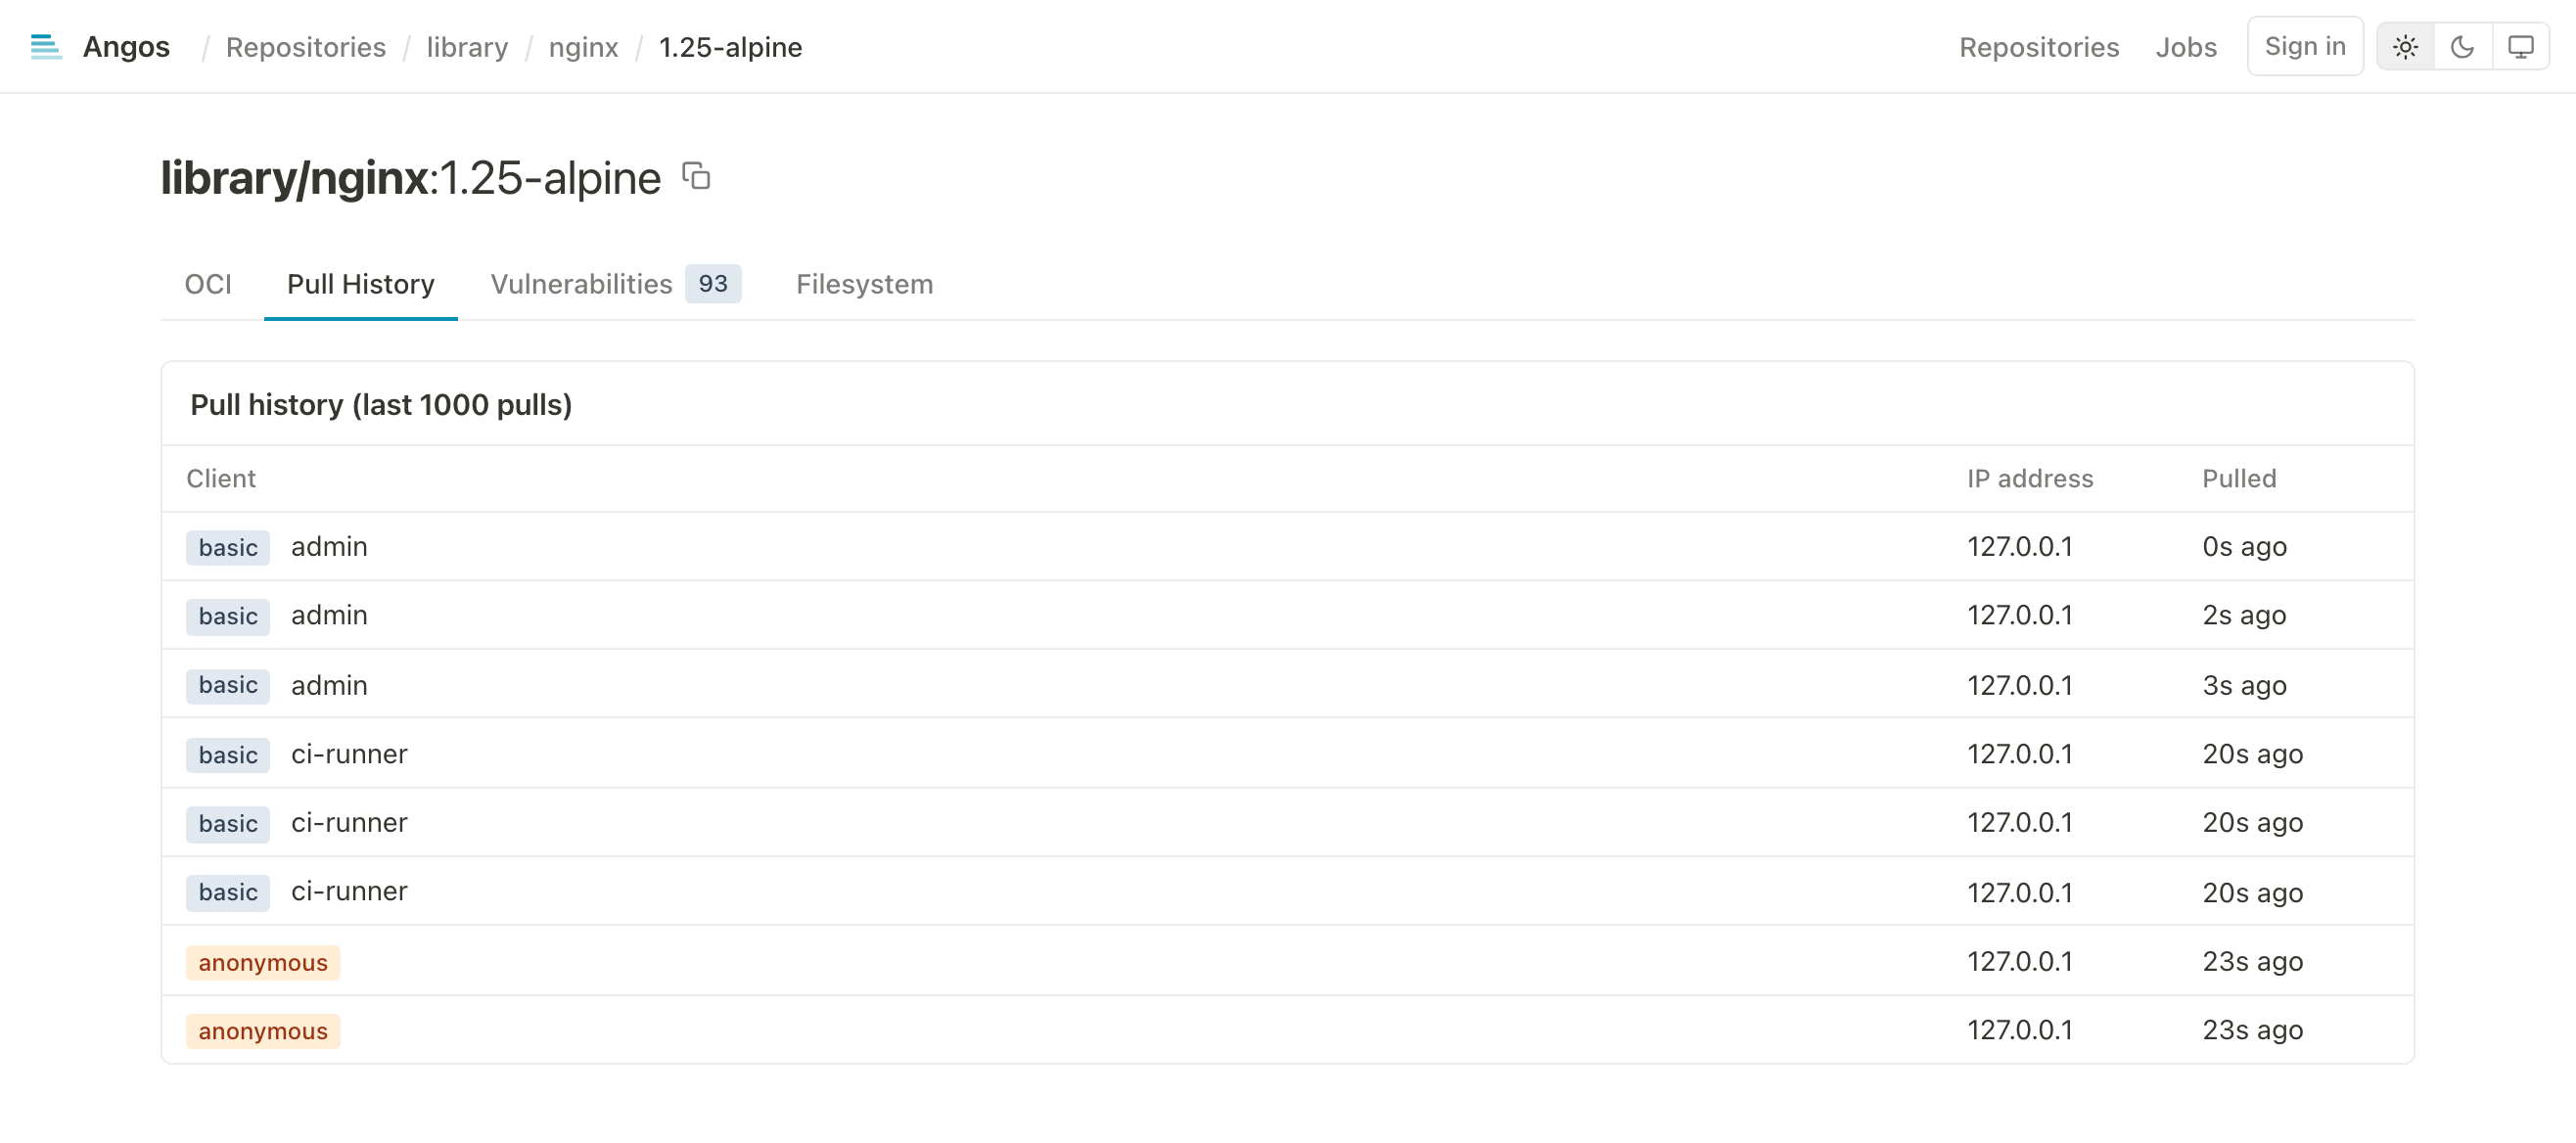 Angos / Repositories / library / nginx / 1.25-alpine Repositories Jobs Sign in
library/nginx:1.25-alpine
OCI Pull History Vulnerabilities 93 Filesystem
Pull history (last 1000 pulls)
Client IP address Pulled
basic admin 127.0.0.1 0s ago
basic admin 127.0.0.1 2s ago
basic admin 127.0.0.1 3s ago
basic ci-runner 127.0.0.1 20s ago
basic ci-runner 127.0.0.1 20s ago
basic ci-runner 127.0.0.1 20s ago
anonymous 127.0.0.1 23s ago
anonymous 127.0.0.1 23s ago